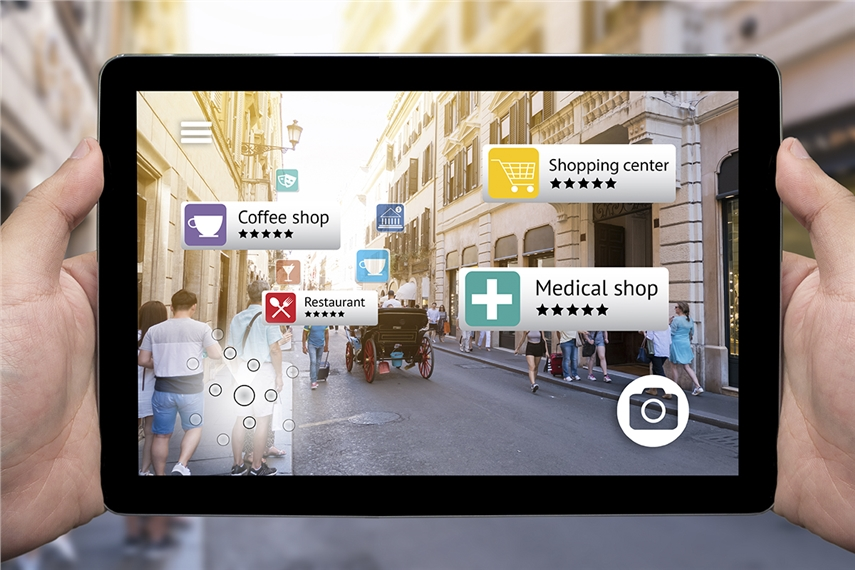 Shopping center
★★★★★
Coffee shop
★★★★★
Medical shop
★★★★★
Restaurant
★★★★★